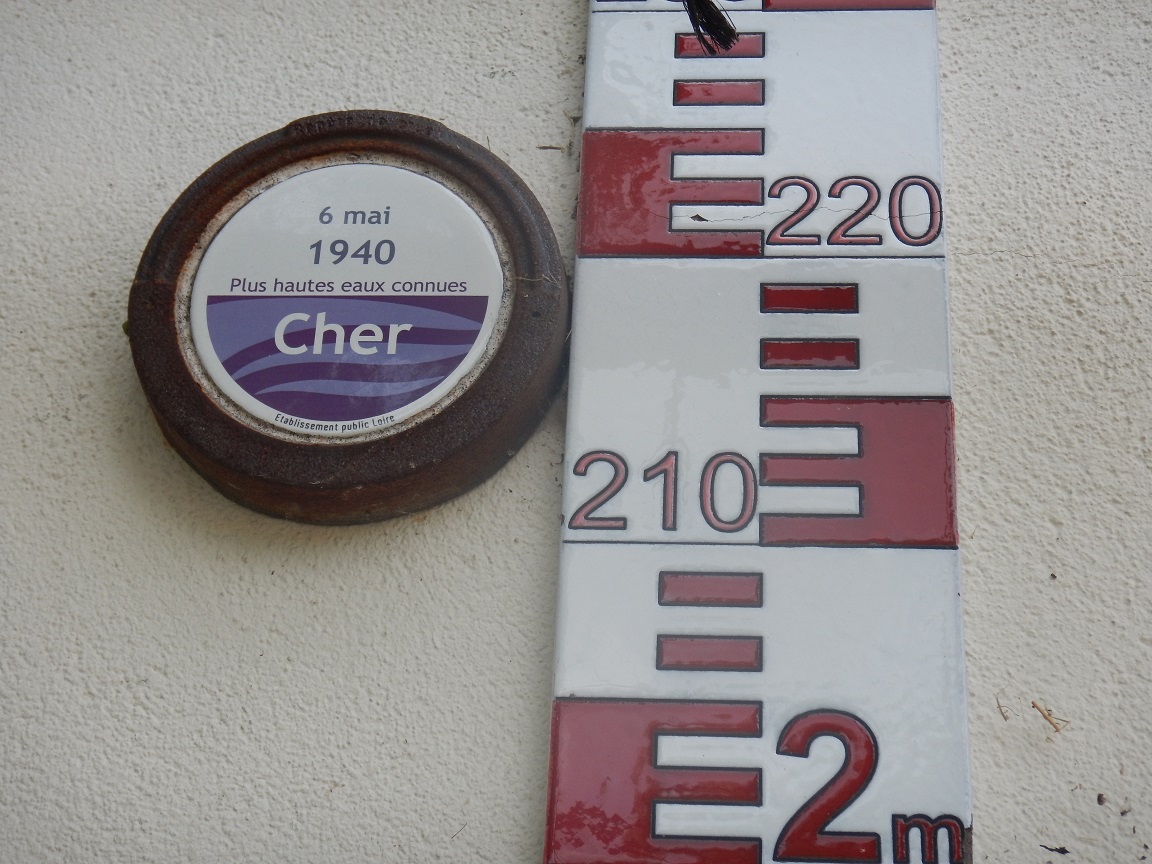 6 mai
1940
Plus hautes eaux connues
Cher
Etablissement public Loire
220
210
2m